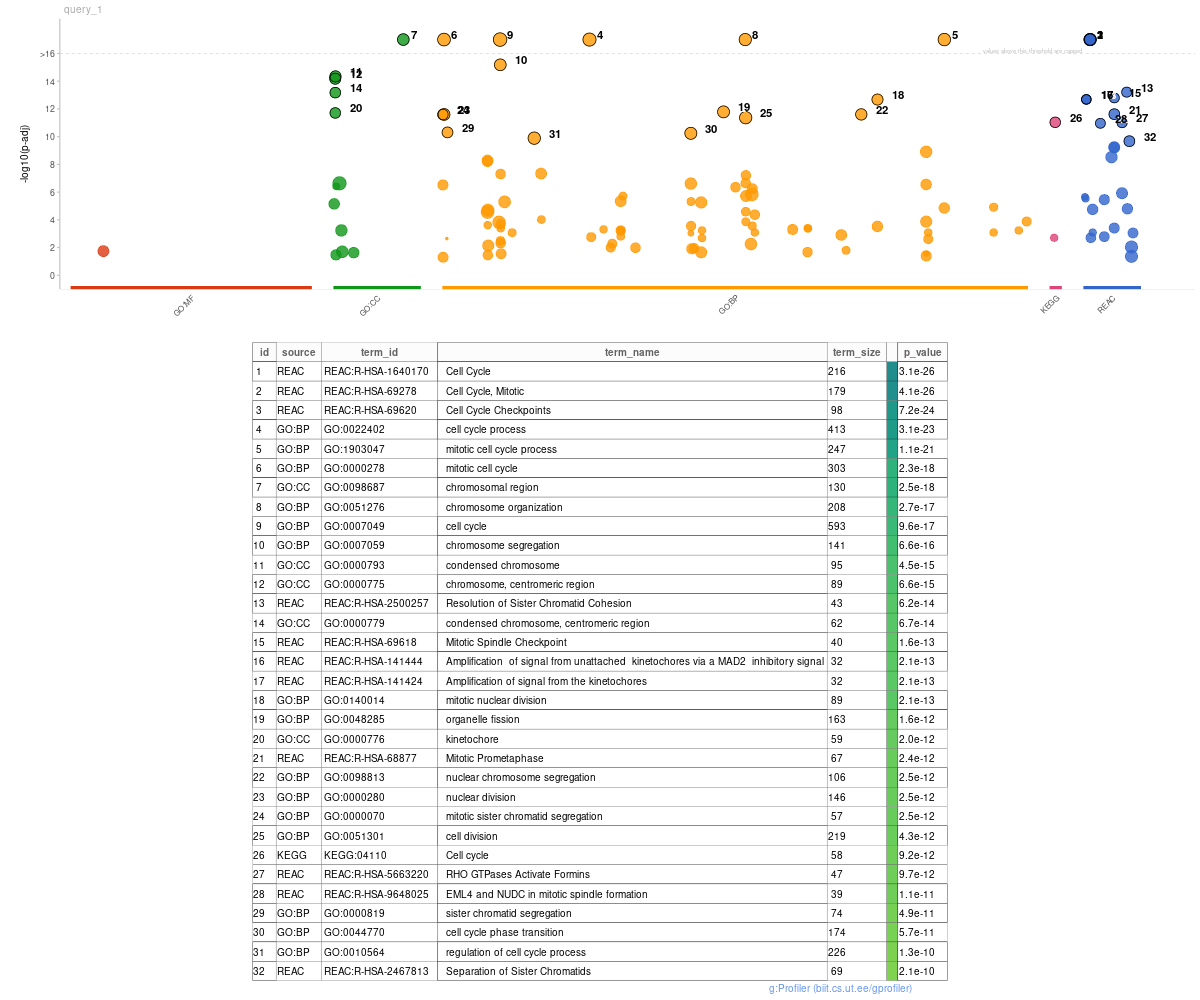 query_1
7 6 9 4 8 5
values above this threshold are capped
>16
10
14
12
10
8
6
4
2
0
-log10(p-adj)
12
14
20
29
31
30
19
25
22
18
26
13
15
21
28
27
32
GO:MF
GO:CC
GO:BP
KEGG
REAC
id source term_id term_name term_size p_value
1 REAC REAC:R-HSA-1640170 Cell Cycle 216 3.1e-26
2 REAC REAC:R-HSA-69278 Cell Cycle, Mitotic 179 4.1e-26
3 REAC REAC:R-HSA-69620 Cell Cycle Checkpoints 98 7.2e-24
4 GO:BP GO:0022402 cell cycle process 413 3.1e-23
5 GO:BP GO:1903047 mitotic cell cycle process 247 1.1e-21
6 GO:BP GO:0000278 mitotic cell cycle 303 2.3e-18
7 GO:CC GO:0098687 chromosomal region 130 2.5e-18
8 GO:BP GO:0051276 chromosome organization 208 2.7e-17
9 GO:BP GO:0007049 cell cycle 593 9.6e-17
10 GO:BP GO:0007059 chromosome segregation 141 6.6e-16
11 GO:CC GO:0000793 condensed chromosome 95 4.5e-15
12 GO:CC GO:0000775 chromosome, centromeric region 89 6.6e-15
13 REAC REAC:R-HSA-2500257 Resolution of Sister Chromatid Cohesion 43 6.2e-14
14 GO:CC GO:0000779 condensed chromosome, centromeric region 62 6.7e-14
15 REAC REAC:R-HSA-69618 Mitotic Spindle Checkpoint 40 1.6e-13
16 REAC REAC:R-HSA-141444 Amplification of signal from unattached kinetochores via a MAD2 inhibitory signal 32 2.1e-13
17 REAC REAC:R-HSA-141424 Amplification of signal from the kinetochores 32 2.1e-13
18 GO:BP GO:0140014 mitotic nuclear division 89 2.1e-13
19 GO:BP GO:0048285 organelle fission 163 1.6e-12
20 GO:CC GO:0000776 kinetochore 59 2.0e-12
21 REAC REAC:R-HSA-68877 Mitotic Prometaphase 67 2.4e-12
22 GO:BP GO:0098813 nuclear chromosome segregation 106 2.5e-12
23 GO:BP GO:0000280 nuclear division 146 2.5e-12
24 GO:BP GO:0000070 mitotic sister chromatid segregation 57 2.5e-12
25 GO:BP GO:0051301 cell division 219 4.3e-12
26 KEGG KEGG:04110 Cell cycle 58 9.2e-12
27 REAC REAC:R-HSA-5663220 RHO GTPases Activate Formins 47 9.7e-12
28 REAC REAC:R-HSA-9648025 EML4 and NUDC in mitotic spindle formation 39 1.1e-11
29 GO:BP GO:0000819 sister chromatid segregation 74 4.9e-11
30 GO:BP GO:0044770 cell cycle phase transition 174 5.7e-11
31 GO:BP GO:0010564 regulation of cell cycle process 226 1.3e-10
32 REAC REAC:R-HSA-2467813 Separation of Sister Chromatids 69 2.1e-10
g:Profiler (biit.cs.ut.ee/gprofiler)